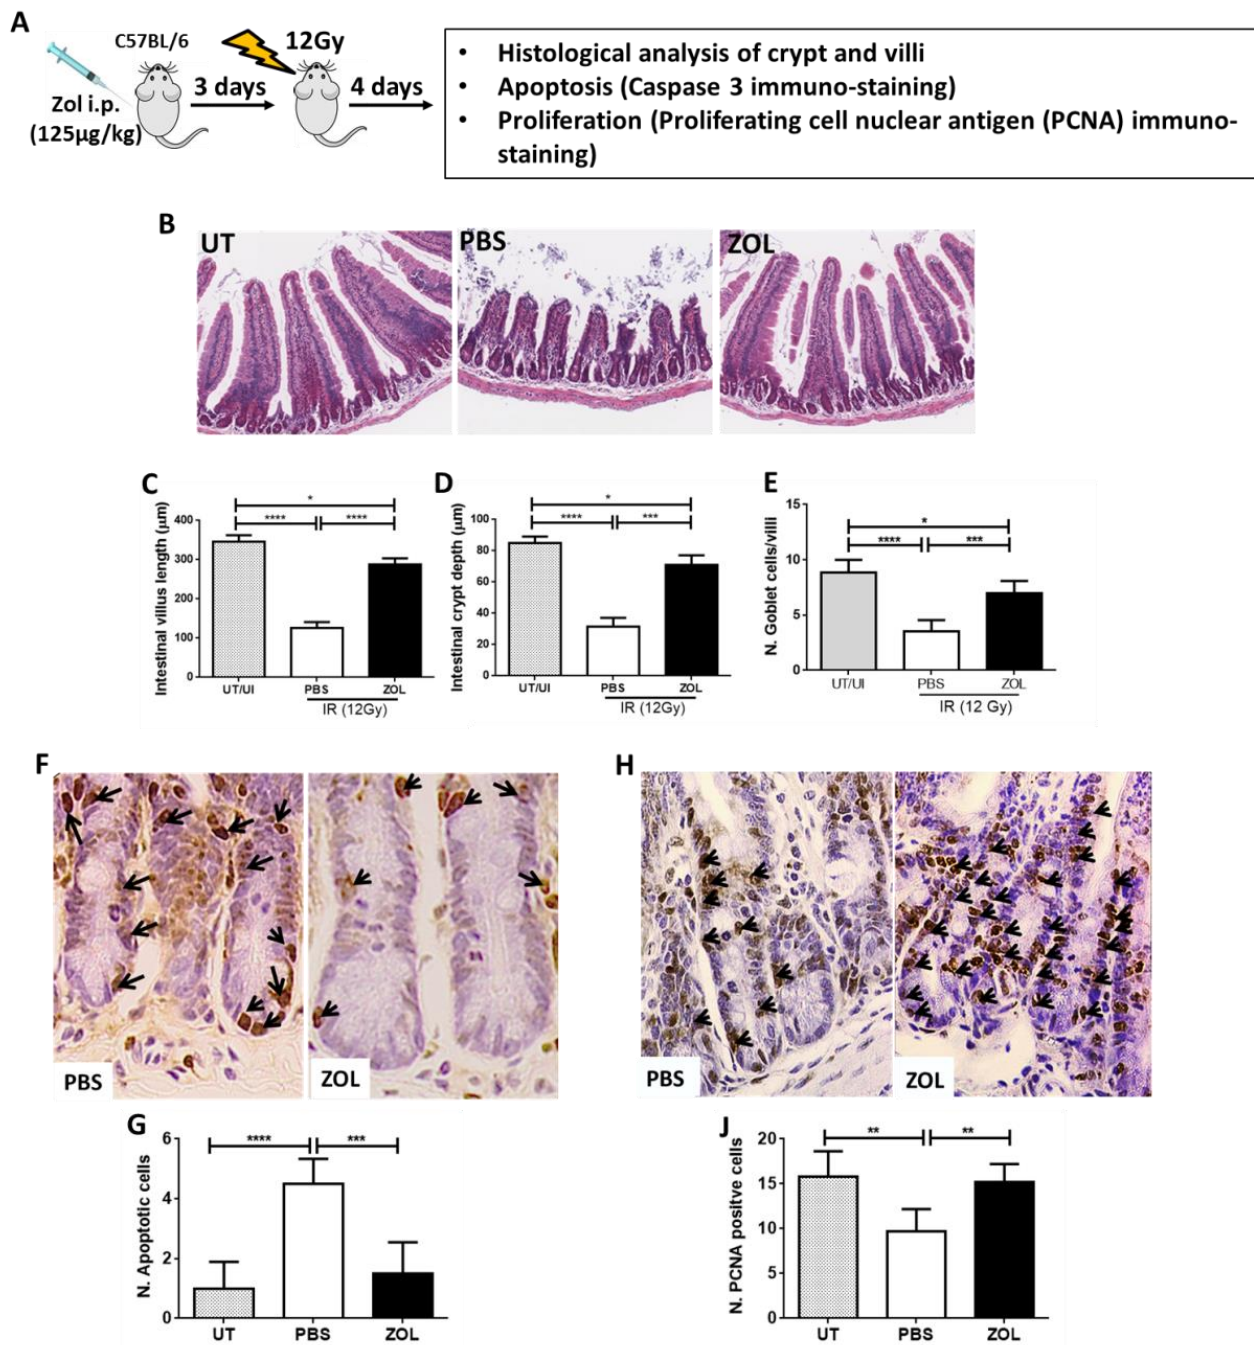 A
C57BL/6
12Gy
Zol i.p.
(125μg/kg)
3 days
4 days
• Histological analysis of crypt and villi
• Apoptosis (Caspase 3 immuno-staining)
• Proliferation (Proliferating cell nuclear antigen (PCNA) immuno-
staining)
B
UT
PBS
ZOL
C
Intestinal villus length (μm)
400
300
200
100
0
*
**** ****
UT/UI PBS ZOL
IR (12Gy)
D
Intestinal crypt depth (μm)
100
80
60
40
20
0
*
**** ***
UT/UI PBS ZOL
IR (12Gy)
E
N. Goblet cells/villi
15
10
5
0
*
**** ***
UT/UI PBS ZOL
IR (12 Gy)
F
PBS
ZOL
H
PBS
ZOL
G
N. Apoptotic cells
6
4
2
0
**** ***
UT PBS ZOL
J
N. PCNA positve cells
20
15
10
5
0
** **
UT PBS ZOL